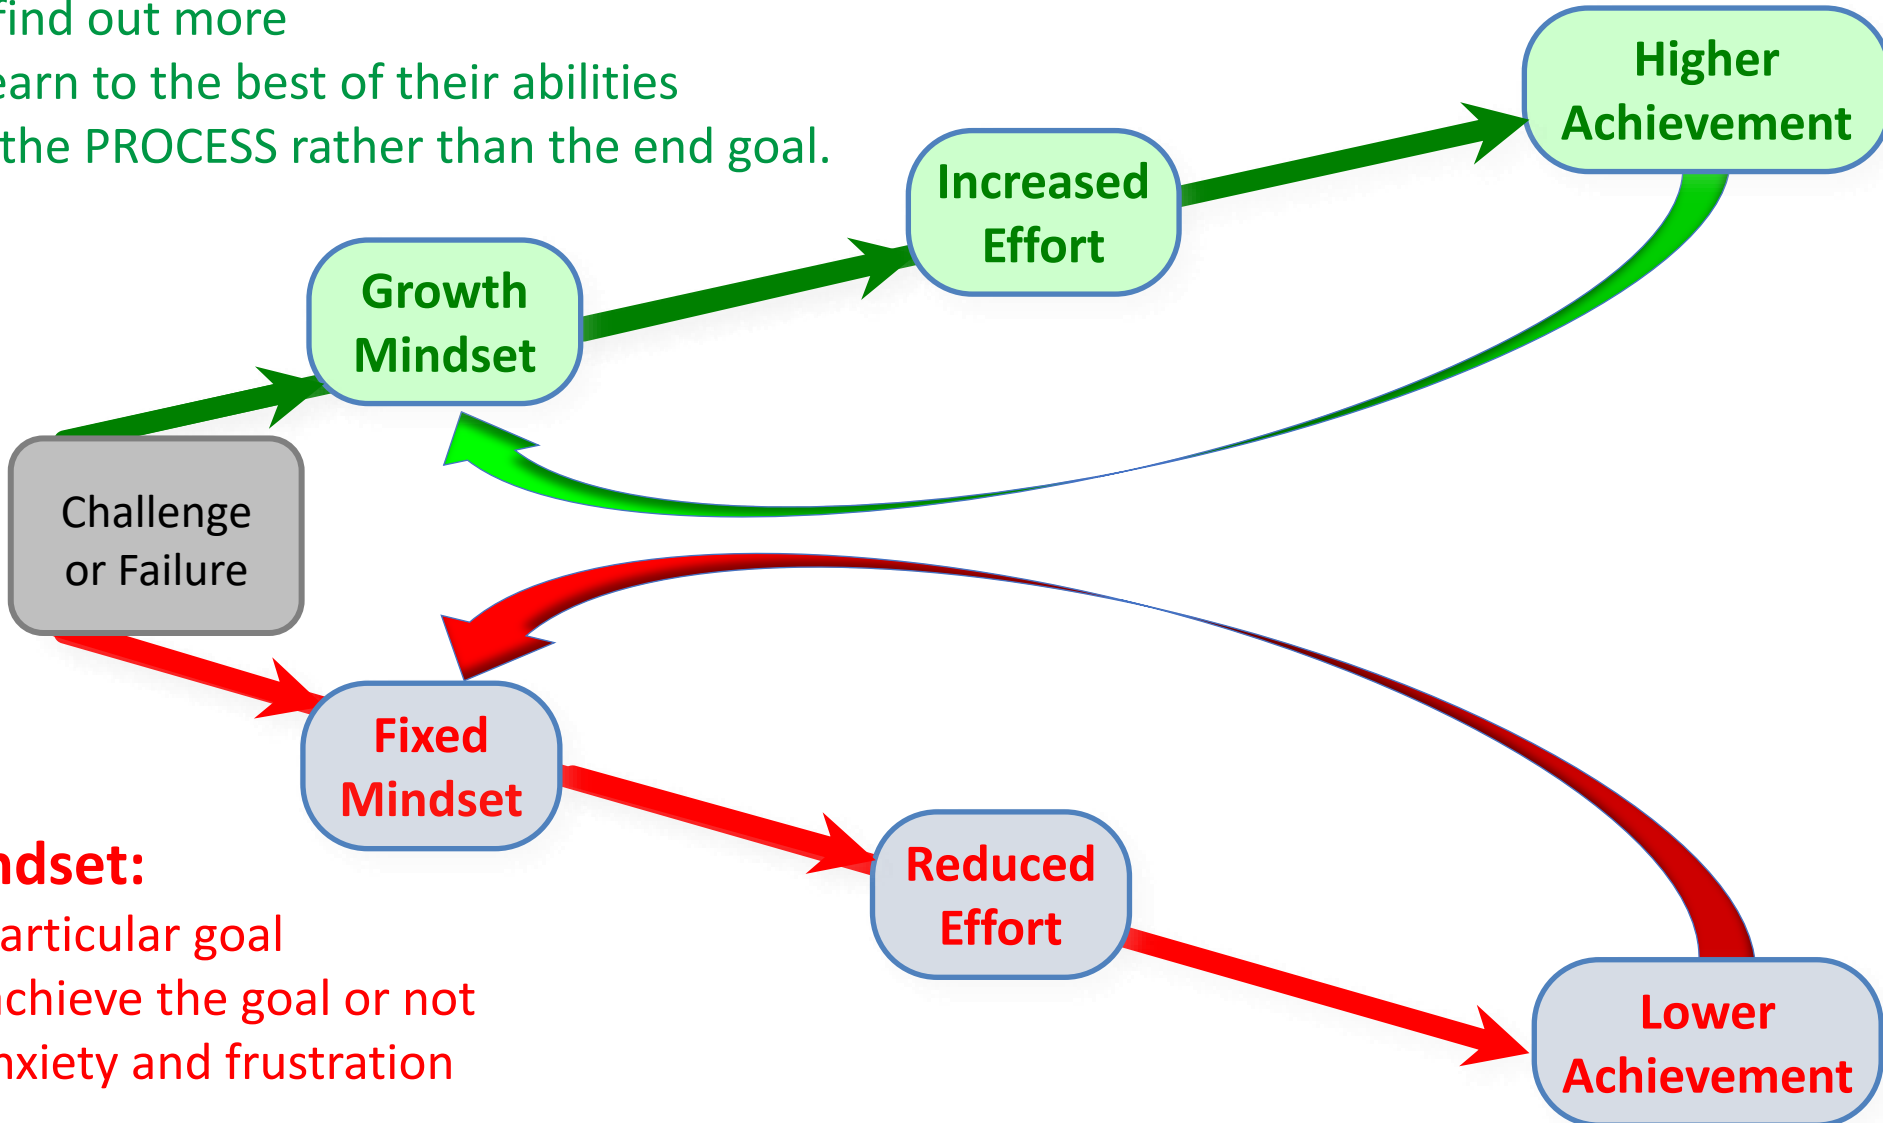 find out more
earn to the best of their abilities
the PROCESS rather than the end goal.
Higher
Achievement
Increased
Effort
Growth
Mindset
Challenge
or Failure
Fixed
Mindset
Reduced
Effort
Lower
Achievement
ndset:
articular goal
achieve the goal or not
nxiety and frustration